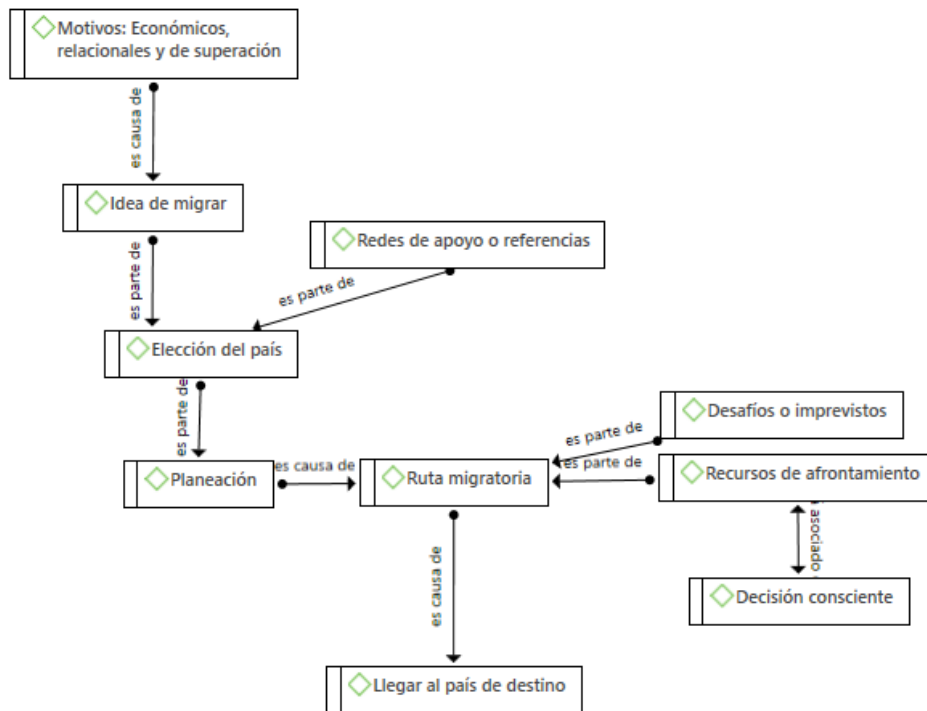 Motivos: Económicos,
relacionales y de superación
es causa de
Idea de migrar
Redes de apoyo o referencias
es parte de
es parte de
Elección del país
es parte de
Desafíos o imprevistos
es parte de
es causa de
es parte de
Planeación
Ruta migratoria
Recursos de afrontamiento
asociado
es causa de
Decisión consciente
Llegar al país de destino